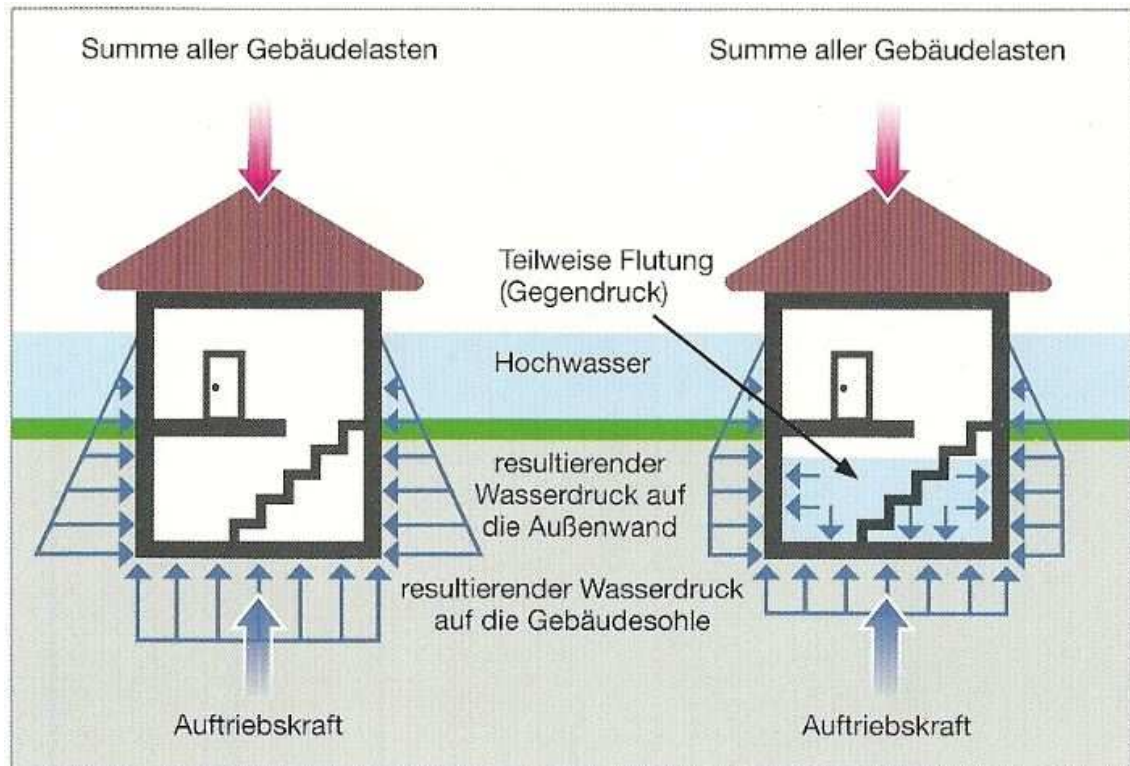 Summe aller Gebäudelasten
Summe aller Gebäudelasten
Teilweise Flutung
(Gegendruck)
Hochwasser
resultierender
Wasserdruck auf
die Außenwand
resultierender Wasserdruck
auf die Gebäudesohle
Auftriebskraft
Auftriebskraft